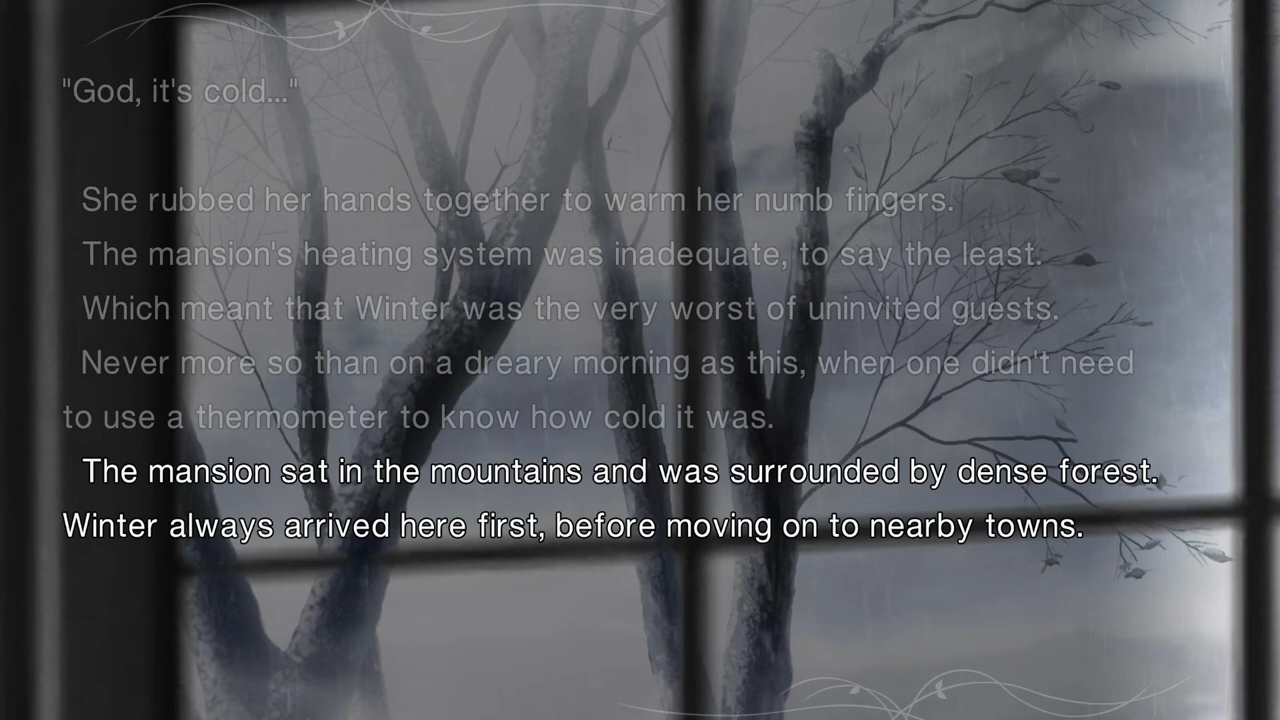 "God, it's cold..."
She rubbed her hands together to warm her numb fingers.
The mansion's heating system was inadequate, to say the least.
Which meant that Winter was the very worst of uninvited guests.
Never more so than on a dreary morning as this, when one didn't need
to use a thermometer to know how cold it was.
The mansion sat in the mountains and was surrounded by dense forest.
Winter always arrived here first, before moving on to nearby towns.